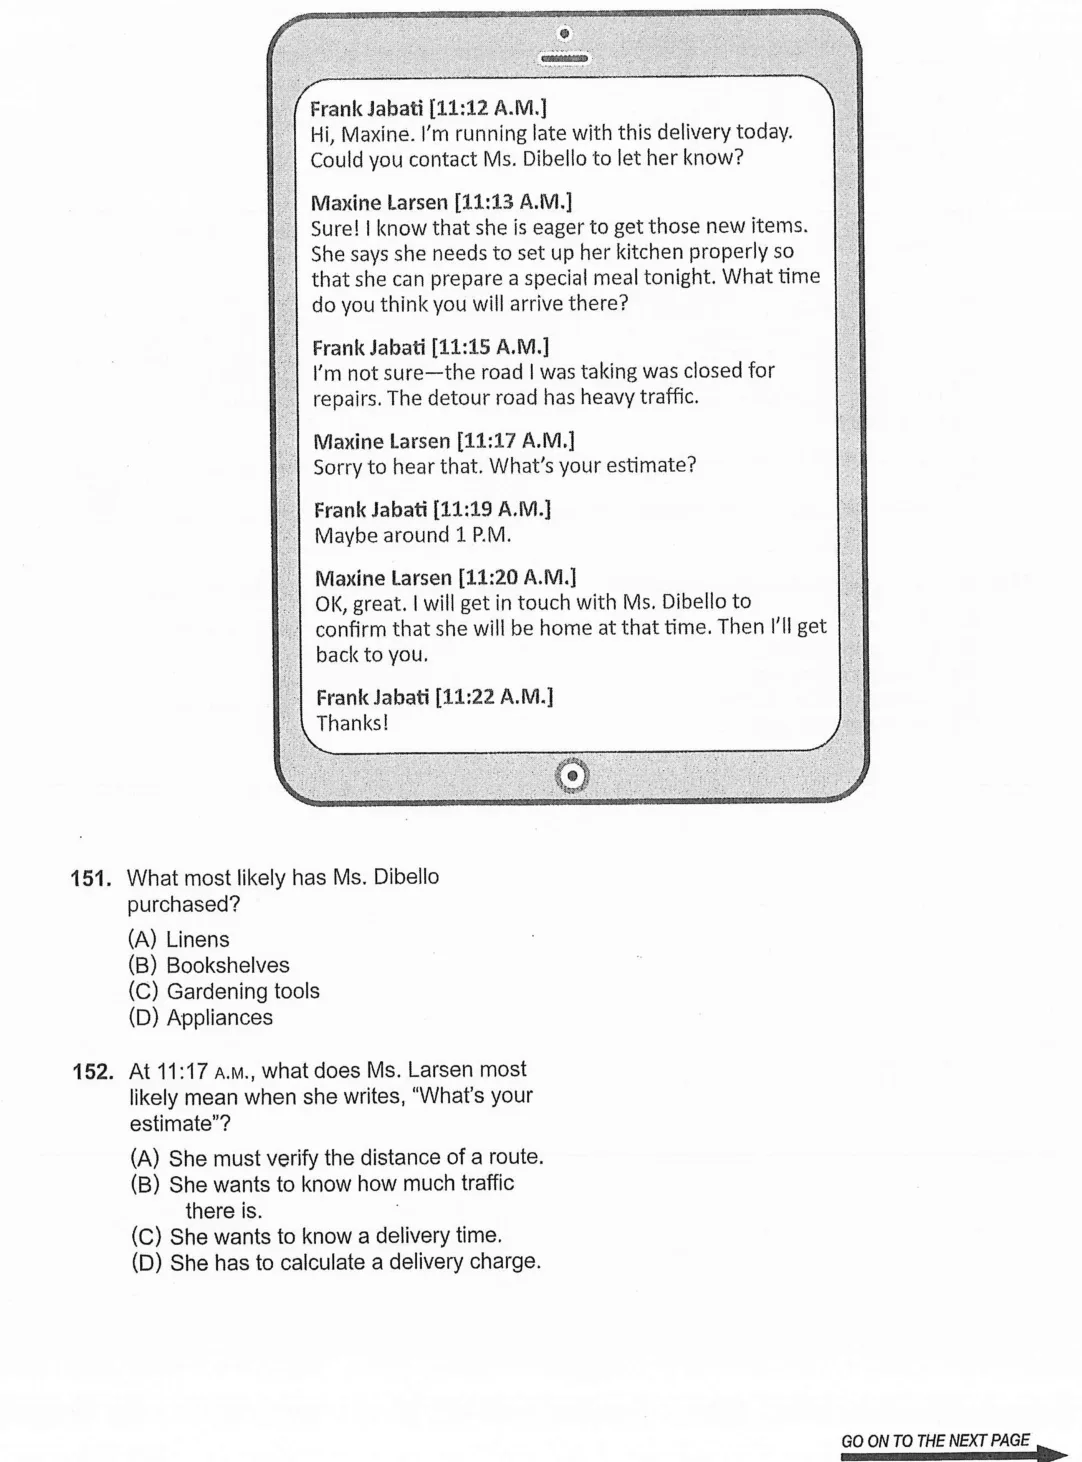 Frank Jabati [11:12 A.M.]
Hi, Maxine. I'm running late with this delivery today.
Could you contact Ms. Dibello to let her know?
Maxine Larsen [11:13 A.M.]
Sure! I know that she is eager to get those new items.
She says she needs to set up her kitchen properly so
that she can prepare a special meal tonight. What time
do you think you will arrive there?
Frank Jabati [11:15 A.M.]
I'm not sure—the road I was taking was closed for
repairs. The detour road has heavy traffic.
Maxine Larsen [11:17 A.M.]
Sorry to hear that. What's your estimate?
Frank Jabati [11:19 A.M.]
Maybe around 1 P.M.
Maxine Larsen [11:20 A.M.]
OK, great. I will get in touch with Ms. Dibello to
confirm that she will be home at that time. Then I'll get
back to you.
Frank Jabati [11:22 A.M.]
Thanks!
151. What most likely has Ms. Dibello
purchased?
(A) Linens
(B) Bookshelves
(C) Gardening tools
(D) Appliances
152. At 11:17 A.M., what does Ms. Larsen most
likely mean when she writes, "What's your
estimate"?
(A) She must verify the distance of a route.
(B) She wants to know how much traffic
there is.
(C) She wants to know a delivery time.
(D) She has to calculate a delivery charge.
GO ON TO THE NEXT PAGE